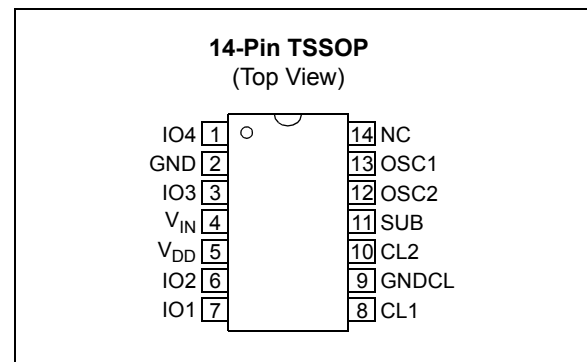 14-Pin TSSOP
(Top View)
IO4 1 14 NC
GND 2 13 OSC1
IO3 3 12 OSC2
VIN 4 11 SUB
VDD 5 10 CL2
IO2 6 9 GNDCL
IO1 7 8 CL1